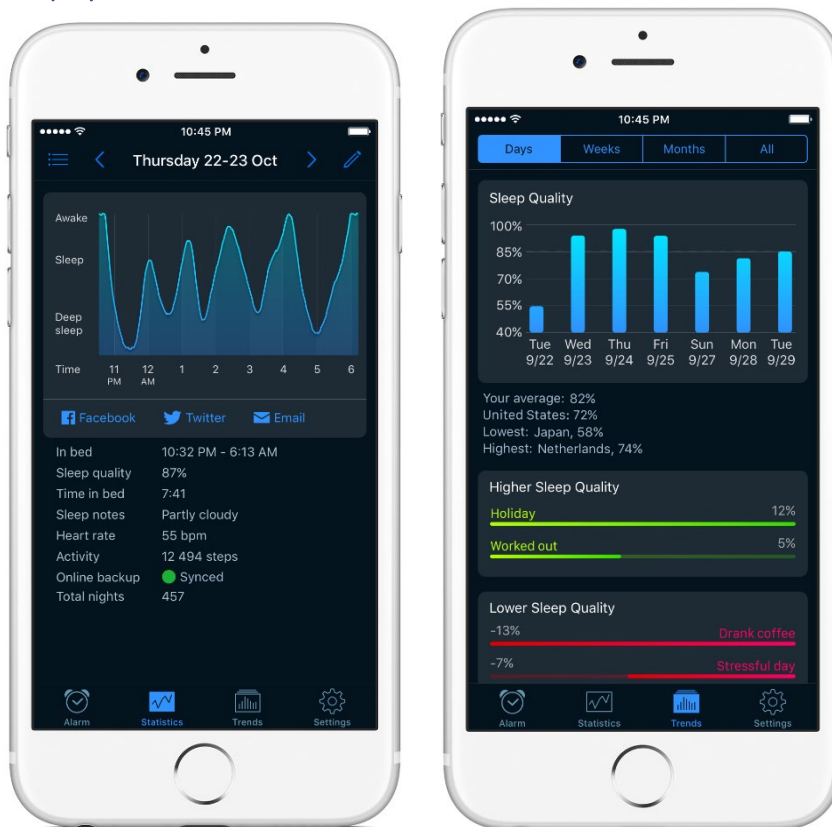 10:45 PM
Thursday 22-23 Oct
Awake
Sleep
Deep
sleep
Time 11 12 1 2 3 4 5 6
PM AM
Facebook Twitter Email
In bed 10:32 PM - 6:13 AM
Sleep quality 87%
Time in bed 7:41
Sleep notes Partly cloudy
Heart rate 55 bpm
Activity 12 494 steps
Online backup Synced
Total nights 457
Alarm Statistics Trends Settings
10:45 PM
Days Weeks Months All
Sleep Quality
100%
85%
70%
55%
40%
Tue Wed Thu Fri Sun Mon Tue
9/22 9/23 9/24 9/25 9/27 9/28 9/29
Your average: 82%
United States: 72%
Lowest: Japan, 58%
Highest: Netherlands, 74%
Higher Sleep Quality
Holiday 12%
Worked out 5%
Lower Sleep Quality
-13% Drank coffee
-7% Stressful day
Alarm Statistics Trends Settings